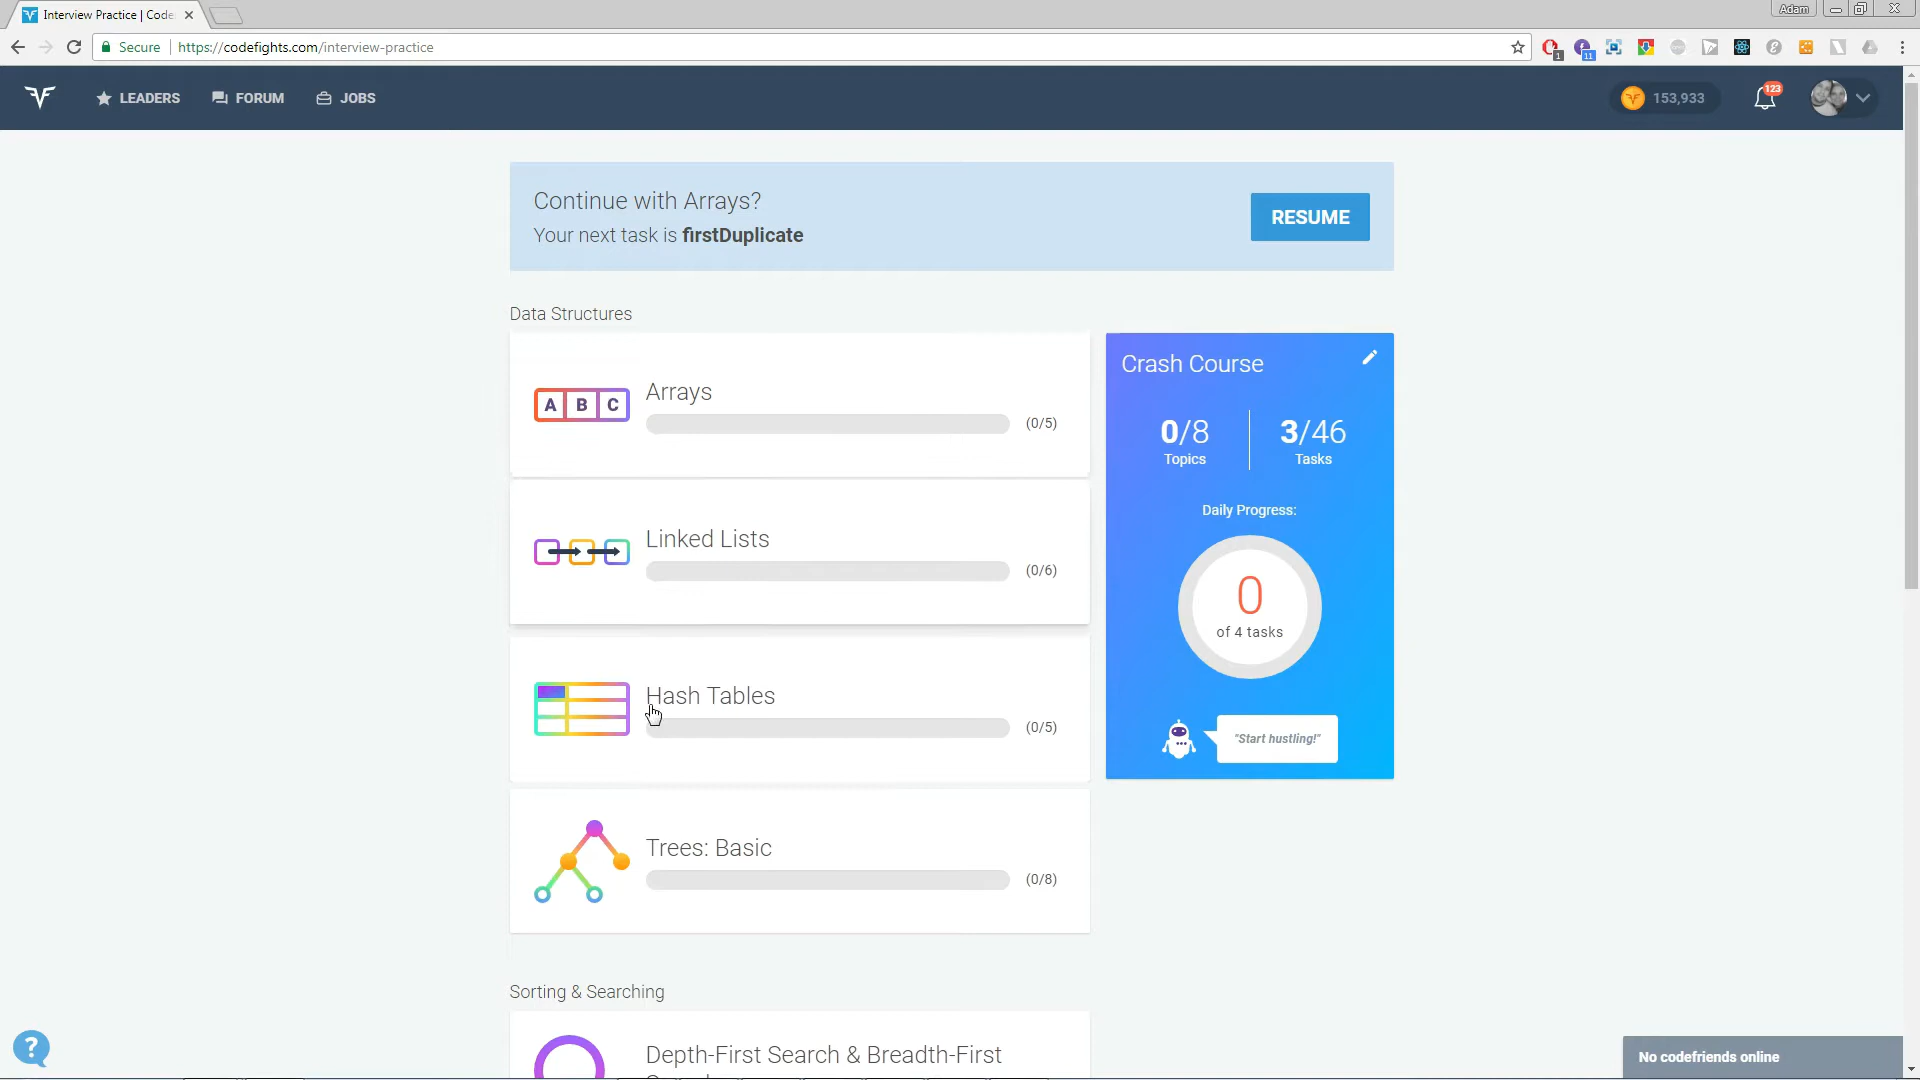 Interview Practice | Code
Adam
Secure
https://codefights.com/interview-practice
1
11
LEADERS
FORUM
JOBS
153,933
123
Continue with Arrays?
Your next task is firstDuplicate
RESUME
Data Structures
A B C
Arrays
(0/5)
Linked Lists
(0/6)
Hash Tables
(0/5)
Trees: Basic
(0/8)
Crash Course
0/8
Topics
3/46
Tasks
Daily Progress:
0
of 4 tasks
"Start hustling!"
Sorting & Searching
Depth-First Search & Breadth-First
?
No codefriends online